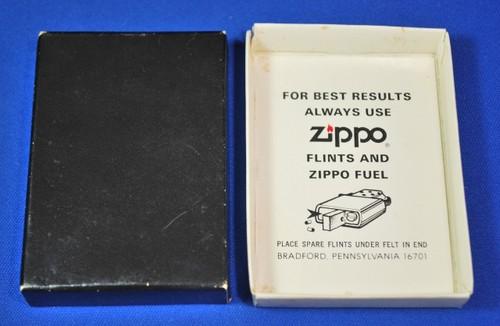 FOR BEST RESULTS
ALWAYS USE
Zippo®
FLINTS AND
ZIPPO FUEL
PLACE SPARE FLINTS UNDER FELT IN END
BRADFORD, PENNSYLVANIA 16701